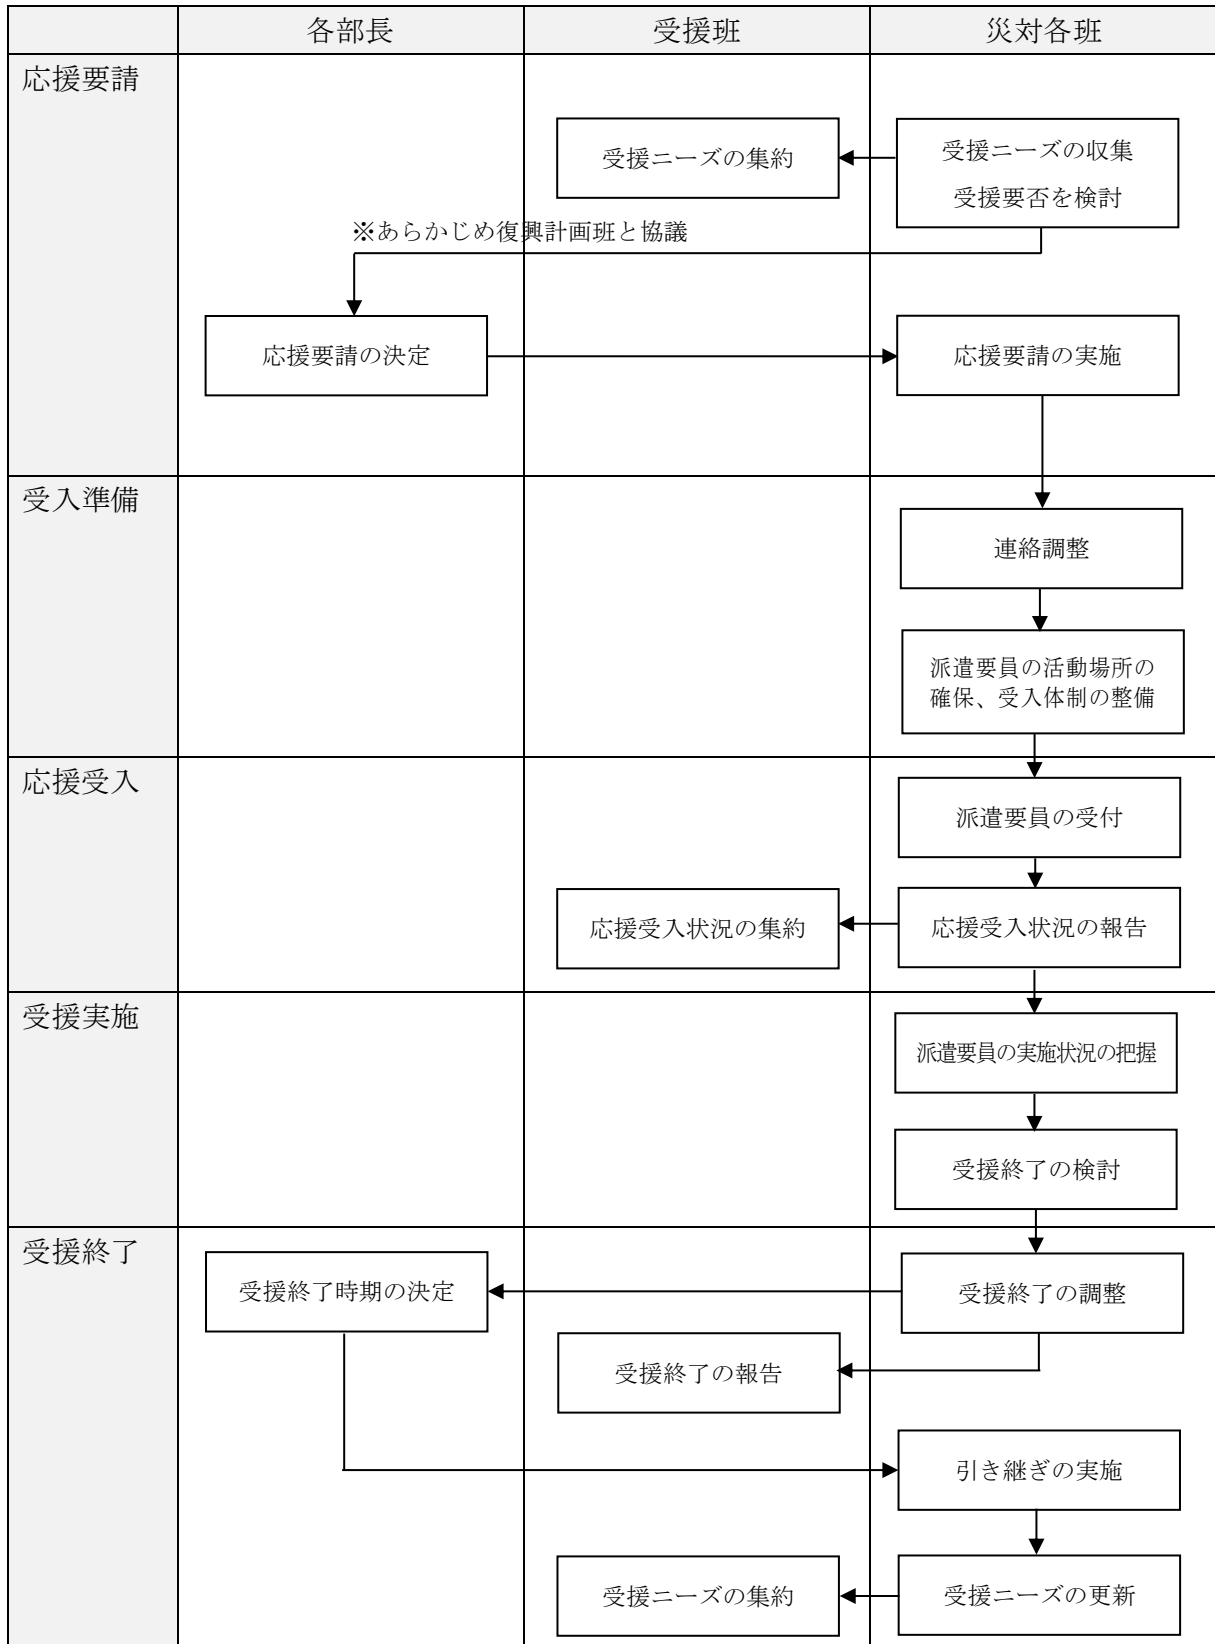 各部長
受援班
災対各班
応援要請
受援ニーズの集約
受援ニーズの収集
受援要否を検討
※あらかじめ復興計画班と協議
応援要請の決定
応援要請の実施
受入準備
連絡調整
派遣要員の活動場所の
確保、受入体制の整備
応援受入
派遣要員の受付
応援受入状況の集約
応援受入状況の報告
受援実施
派遣要員の実施状況の把握
受援終了の検討
受援終了
受援終了時期の決定
受援終了の調整
受援終了の報告
引き継ぎの実施
受援ニーズの集約
受援ニーズの更新